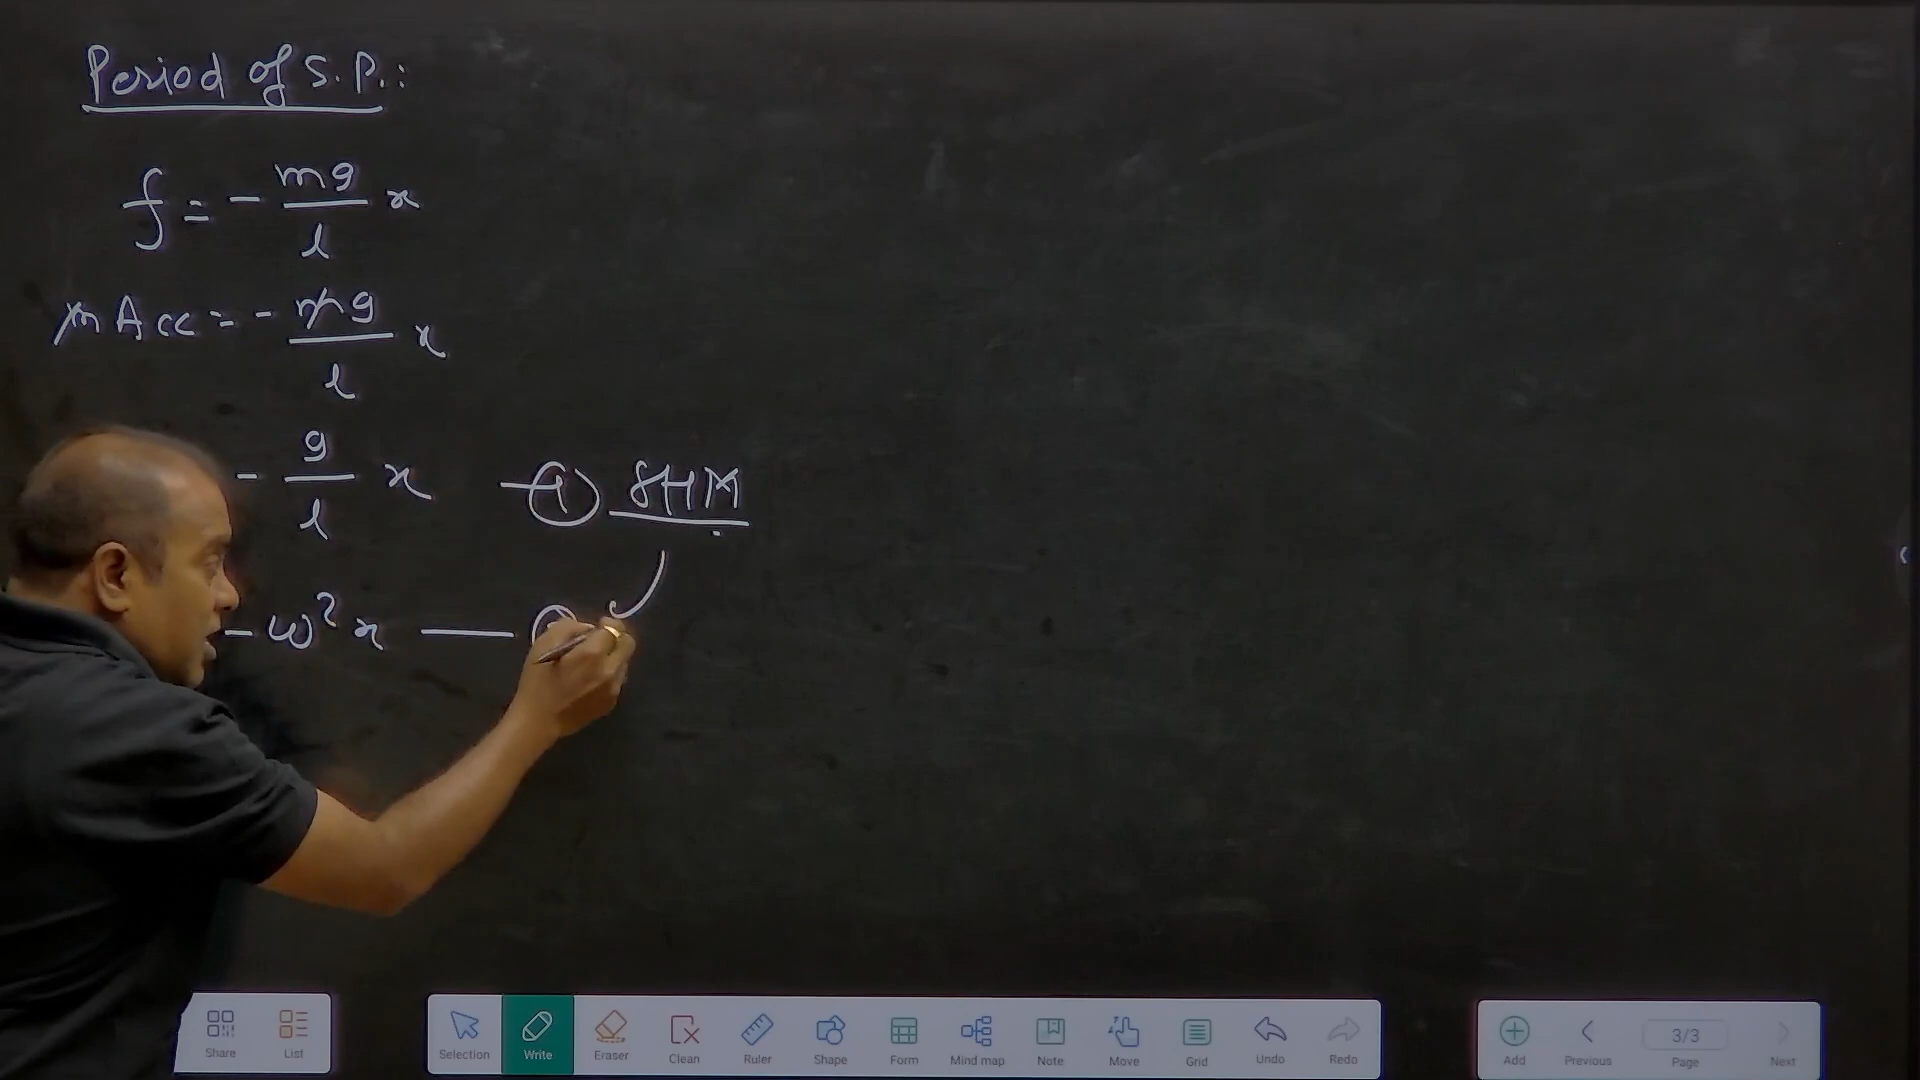 Period of S.P.:
f = - mg/l x
m Acc = - mg/l x
- g/l x — 1 SHM
- ω² x —
Share List Selection Write Eraser Clean Ruler Shape Form Mind map Note Move Grid Undo Redo Add Previous 3/3 Page Next